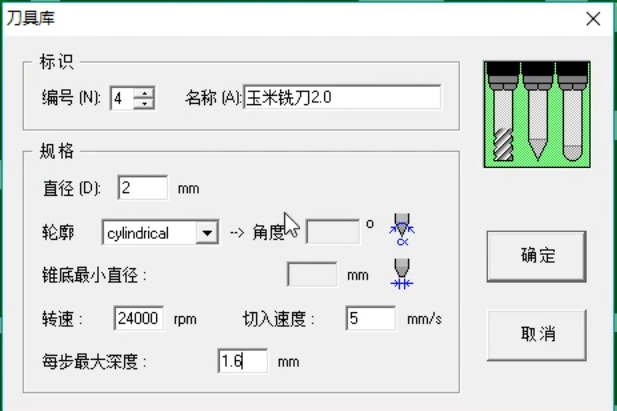 刀具库
标识
编号 (N): 4 名称 (A): 玉米铣刀2.0
规格
直径 (D): 2 mm
轮廓 cylindrical --> 角度 °
α
锥底最小直径 : mm
转速 : 24000 rpm 切入速度 : 5 mm/s
每步最大深度 : 1.6 mm
确定
取消